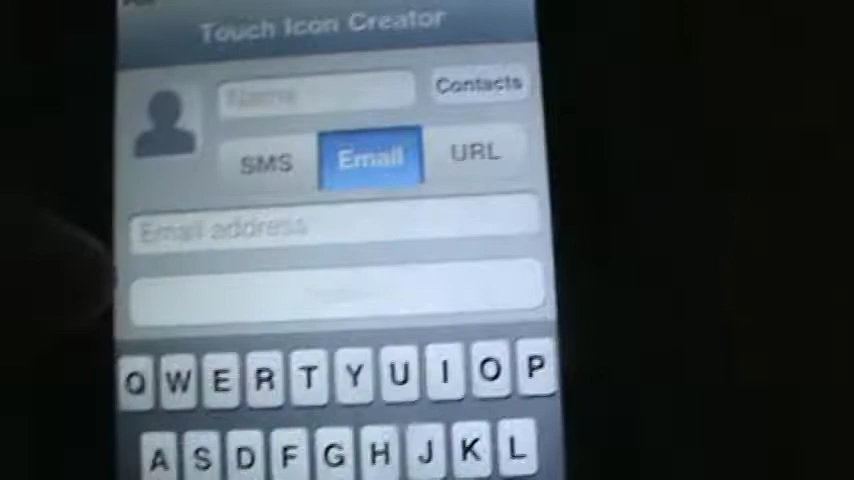 Touch Icon Creator
Name
Contacts
SMS Email URL
Email address
Q W E R T Y U I O P
A S D F G H J K L